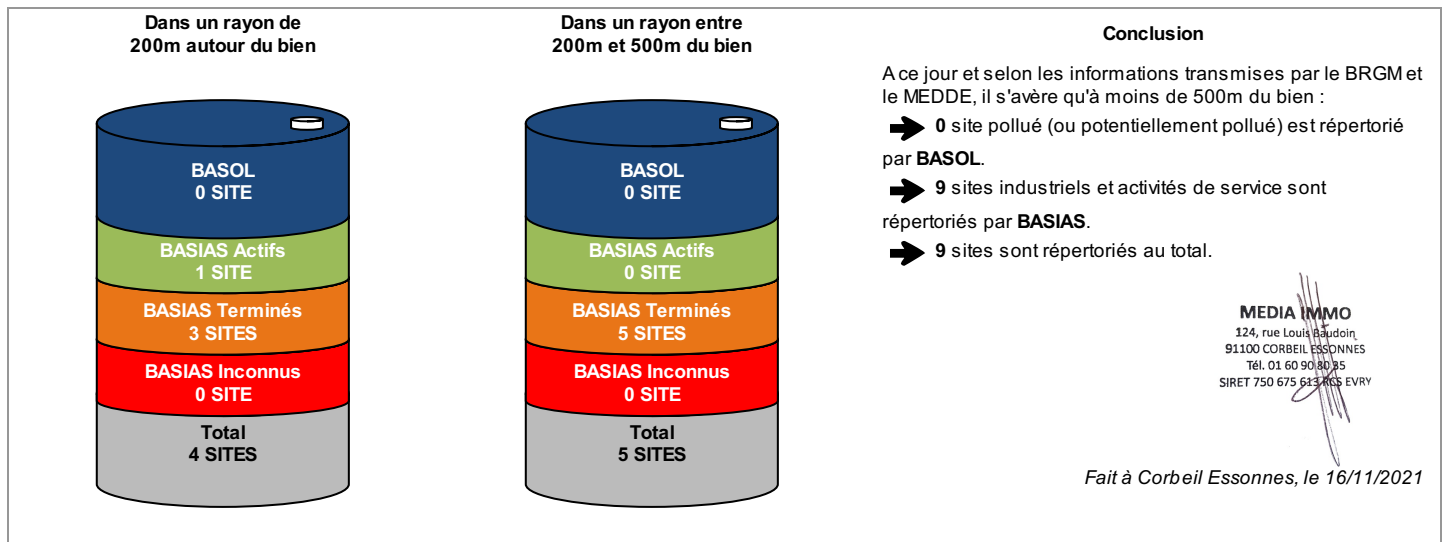 Dans un rayon de
200m autour du bien
BASOL
0 SITE
BASIAS Actifs
1 SITE
BASIAS Terminés
3 SITES
BASIAS Inconnus
0 SITE
Total
4 SITES
Dans un rayon entre
200m et 500m du bien
BASOL
0 SITE
BASIAS Actifs
0 SITE
BASIAS Terminés
5 SITES
BASIAS Inconnus
0 SITE
Total
5 SITES
Conclusion
A ce jour et selon les informations transmises par le BRGM et
le MEDDE, il s'avère qu'à moins de 500m du bien :
0 site pollué (ou potentiellement pollué) est répertorié
par BASOL.
9 sites industriels et activités de service sont
répertoriés par BASIAS.
9 sites sont répertoriés au total.
MEDIA IMMO
124, rue Louis Baudoin
91100 CORBEIL ESSONNES
Tél. 01 60 90 80 85
SIRET 750 675 613 RCS EVRY
Fait à Corbeil Essonnes, le 16/11/2021